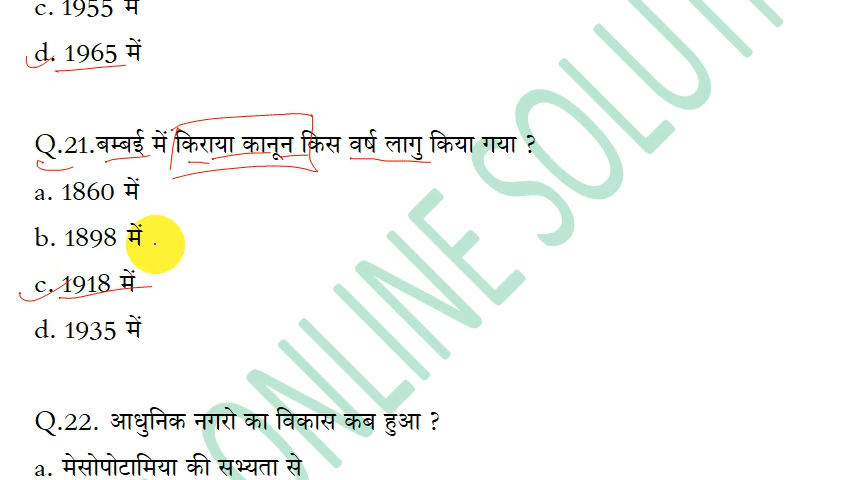 c. 1955 में
d. 1965 में
Q.21.बम्बई में किराया कानून किस वर्ष लागु किया गया ?
a. 1860 में
b. 1898 में
c. 1918 में
d. 1935 में
Q.22. आधुनिक नगरो का विकास कब हुआ ?
a. मेसोपोटामिया की सभ्यता से
ONLINE SOLUTI